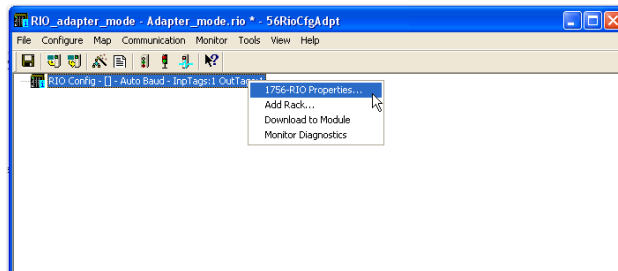 RIO_adapter_mode - Adapter_mode.rio * - 56RioCfgAdpt
File Configure Map Communication Monitor Tools View Help
RIO Config - [] - Auto Baud - InpTags:1 OutTags:1
1756-RIO Properties...
Add Rack...
Download to Module
Monitor Diagnostics